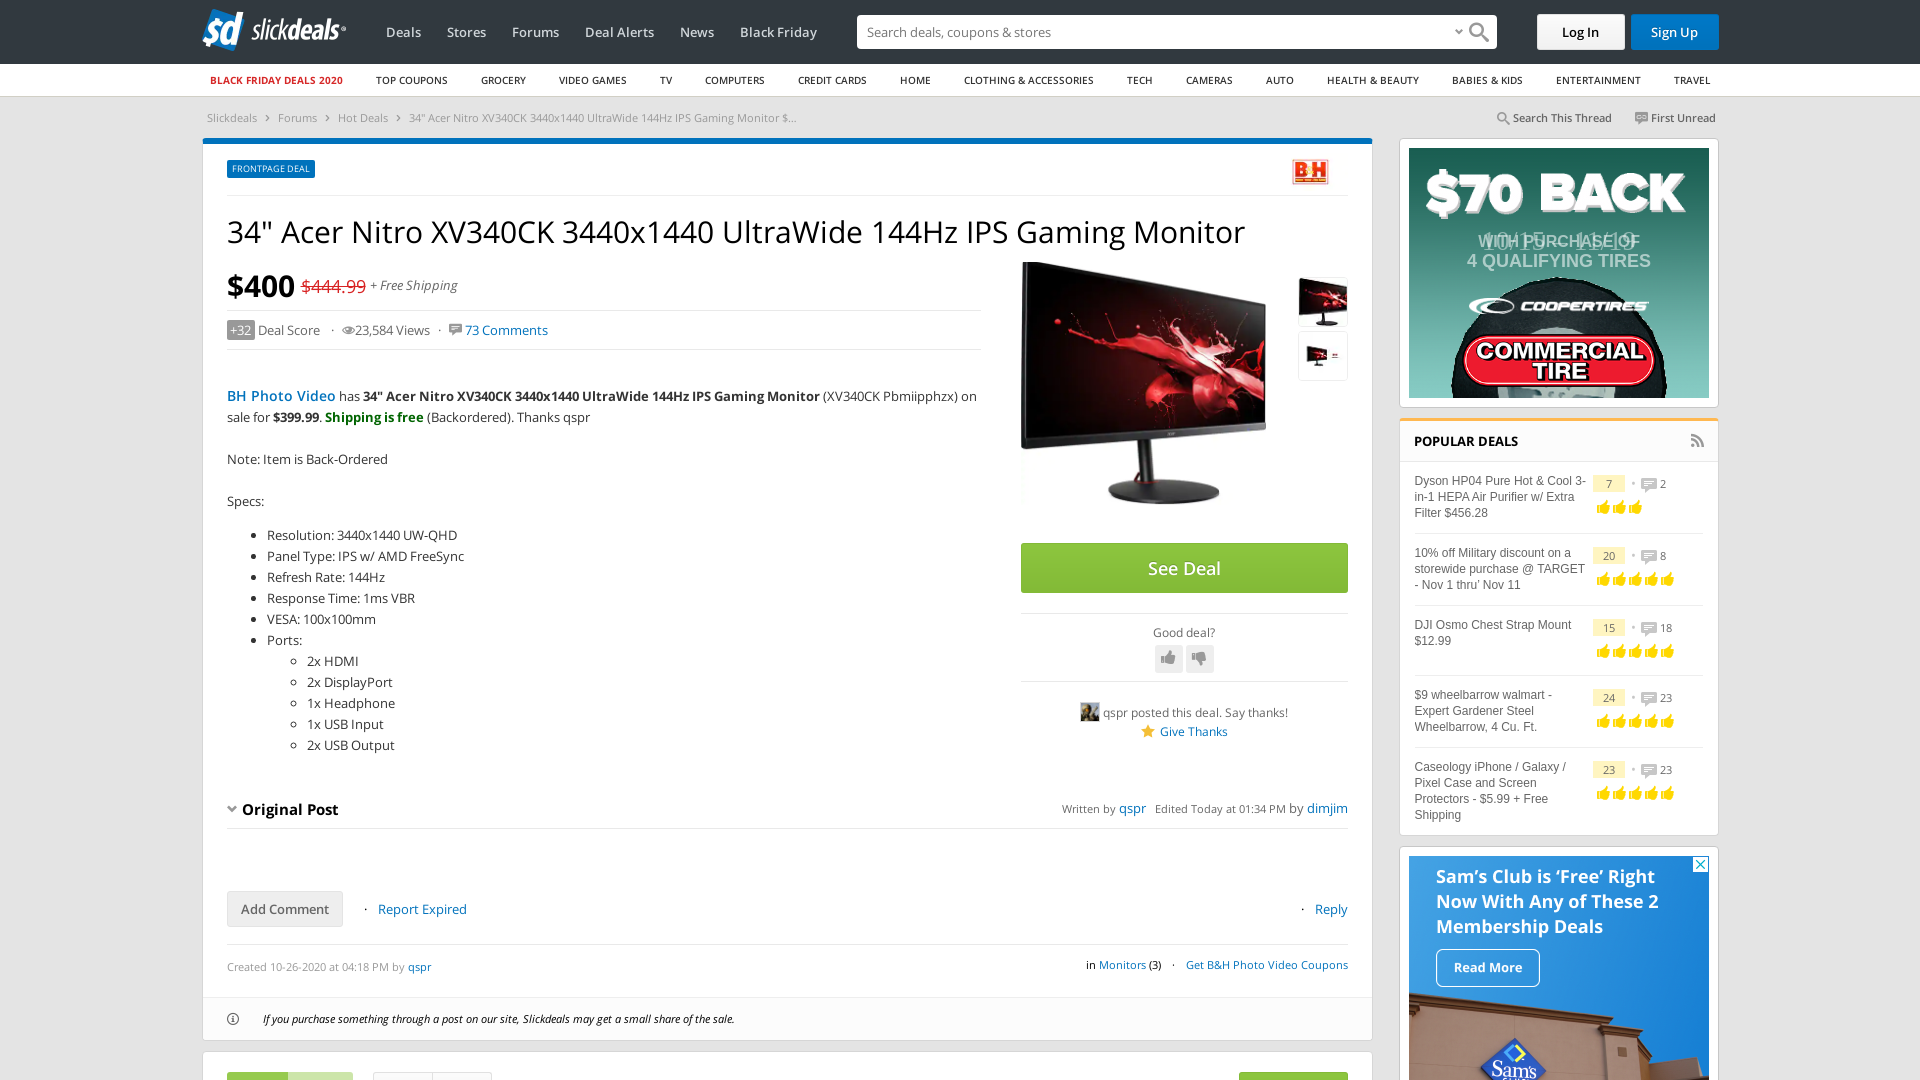 slickdeals
Deals
Stores
Forums
Deal Alerts
News
Black Friday
Search deals, coupons & stores
Log In
Sign Up
BLACK FRIDAY DEALS 2020
TOP COUPONS
GROCERY
VIDEO GAMES
TV
COMPUTERS
CREDIT CARDS
HOME
CLOTHING & ACCESSORIES
TECH
CAMERAS
AUTO
HEALTH & BEAUTY
BABIES & KIDS
ENTERTAINMENT
TRAVEL
Slickdeals › Forums › Hot Deals › 34" Acer Nitro XV340CK 3440x1440 UltraWide 144Hz IPS Gaming Monitor $...
Search This Thread
First Unread
FRONTPAGE DEAL
B&H
34" Acer Nitro XV340CK 3440x1440 UltraWide 144Hz IPS Gaming Monitor
$400 $444.99 + Free Shipping
+32 Deal Score · 23,584 Views · 73 Comments
BH Photo Video has 34" Acer Nitro XV340CK 3440x1440 UltraWide 144Hz IPS Gaming Monitor (XV340CK Pbmiipphzx) on
sale for $399.99. Shipping is free (Backordered). Thanks qspr
Note: Item is Back-Ordered
Specs:
• Resolution: 3440x1440 UW-QHD
• Panel Type: IPS w/ AMD FreeSync
• Refresh Rate: 144Hz
• Response Time: 1ms VBR
• VESA: 100x100mm
• Ports:
2x HDMI
2x DisplayPort
1x Headphone
1x USB Input
2x USB Output
See Deal
Good deal?
qspr posted this deal. Say thanks!
Give Thanks
Original Post
Written by qspr Edited Today at 01:34 PM by dimjim
Add Comment · Report Expired
· Reply
Created 10-26-2020 at 04:18 PM by qspr
in Monitors (3) · Get B&H Photo Video Coupons
If you purchase something through a post on our site, Slickdeals may get a small share of the sale.
$70 BACK
10/15 – 11/19
WITH PURCHASE OF
4 QUALIFYING TIRES
COOPERTIRES
COMMERCIAL
TIRE
POPULAR DEALS
Dyson HP04 Pure Hot & Cool 3-
in-1 HEPA Air Purifier w/ Extra
Filter $456.28
7 • 2
10% off Military discount on a
storewide purchase @ TARGET
- Nov 1 thru' Nov 11
20 • 8
DJI Osmo Chest Strap Mount
$12.99
15 • 18
$9 wheelbarrow walmart -
Expert Gardener Steel
Wheelbarrow, 4 Cu. Ft.
24 • 23
Caseology iPhone / Galaxy /
Pixel Case and Screen
Protectors - $5.99 + Free
Shipping
23 • 23
Sam's Club is 'Free' Right
Now With Any of These 2
Membership Deals
Read More
Sam's